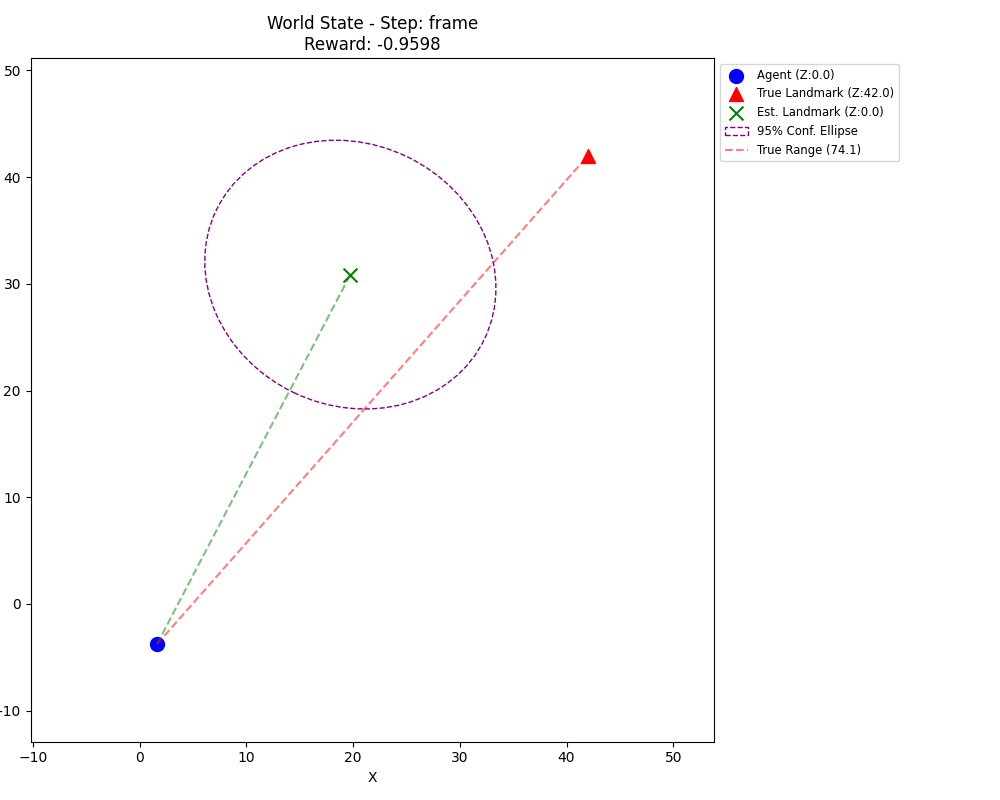 World State - Step: frame
Reward: -0.9598
Agent (Z:0.0)
True Landmark (Z:42.0)
Est. Landmark (Z:0.0)
95% Conf. Ellipse
True Range (74.1)
50
40
30
20
10
0
10
−10
0
10
20
30
40
50
X